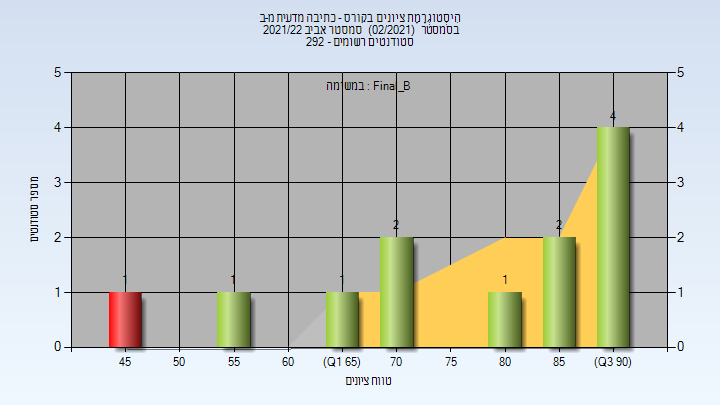 היסטוגרמת ציונים בקורס - כתיבה מדעית מ-ב
בסמסטר (02/2021) סמסטר אביב 2021/22
סטודנטים רשומים - 292
במשימה : Final_B
5 5
4 4
3 3
2 2
1 1
0 0
1 1 1 2 1 2 4
מספר סטודנטים
45 50 55 60 (Q1 65) 70 75 80 85 (Q3 90)
טווח ציונים